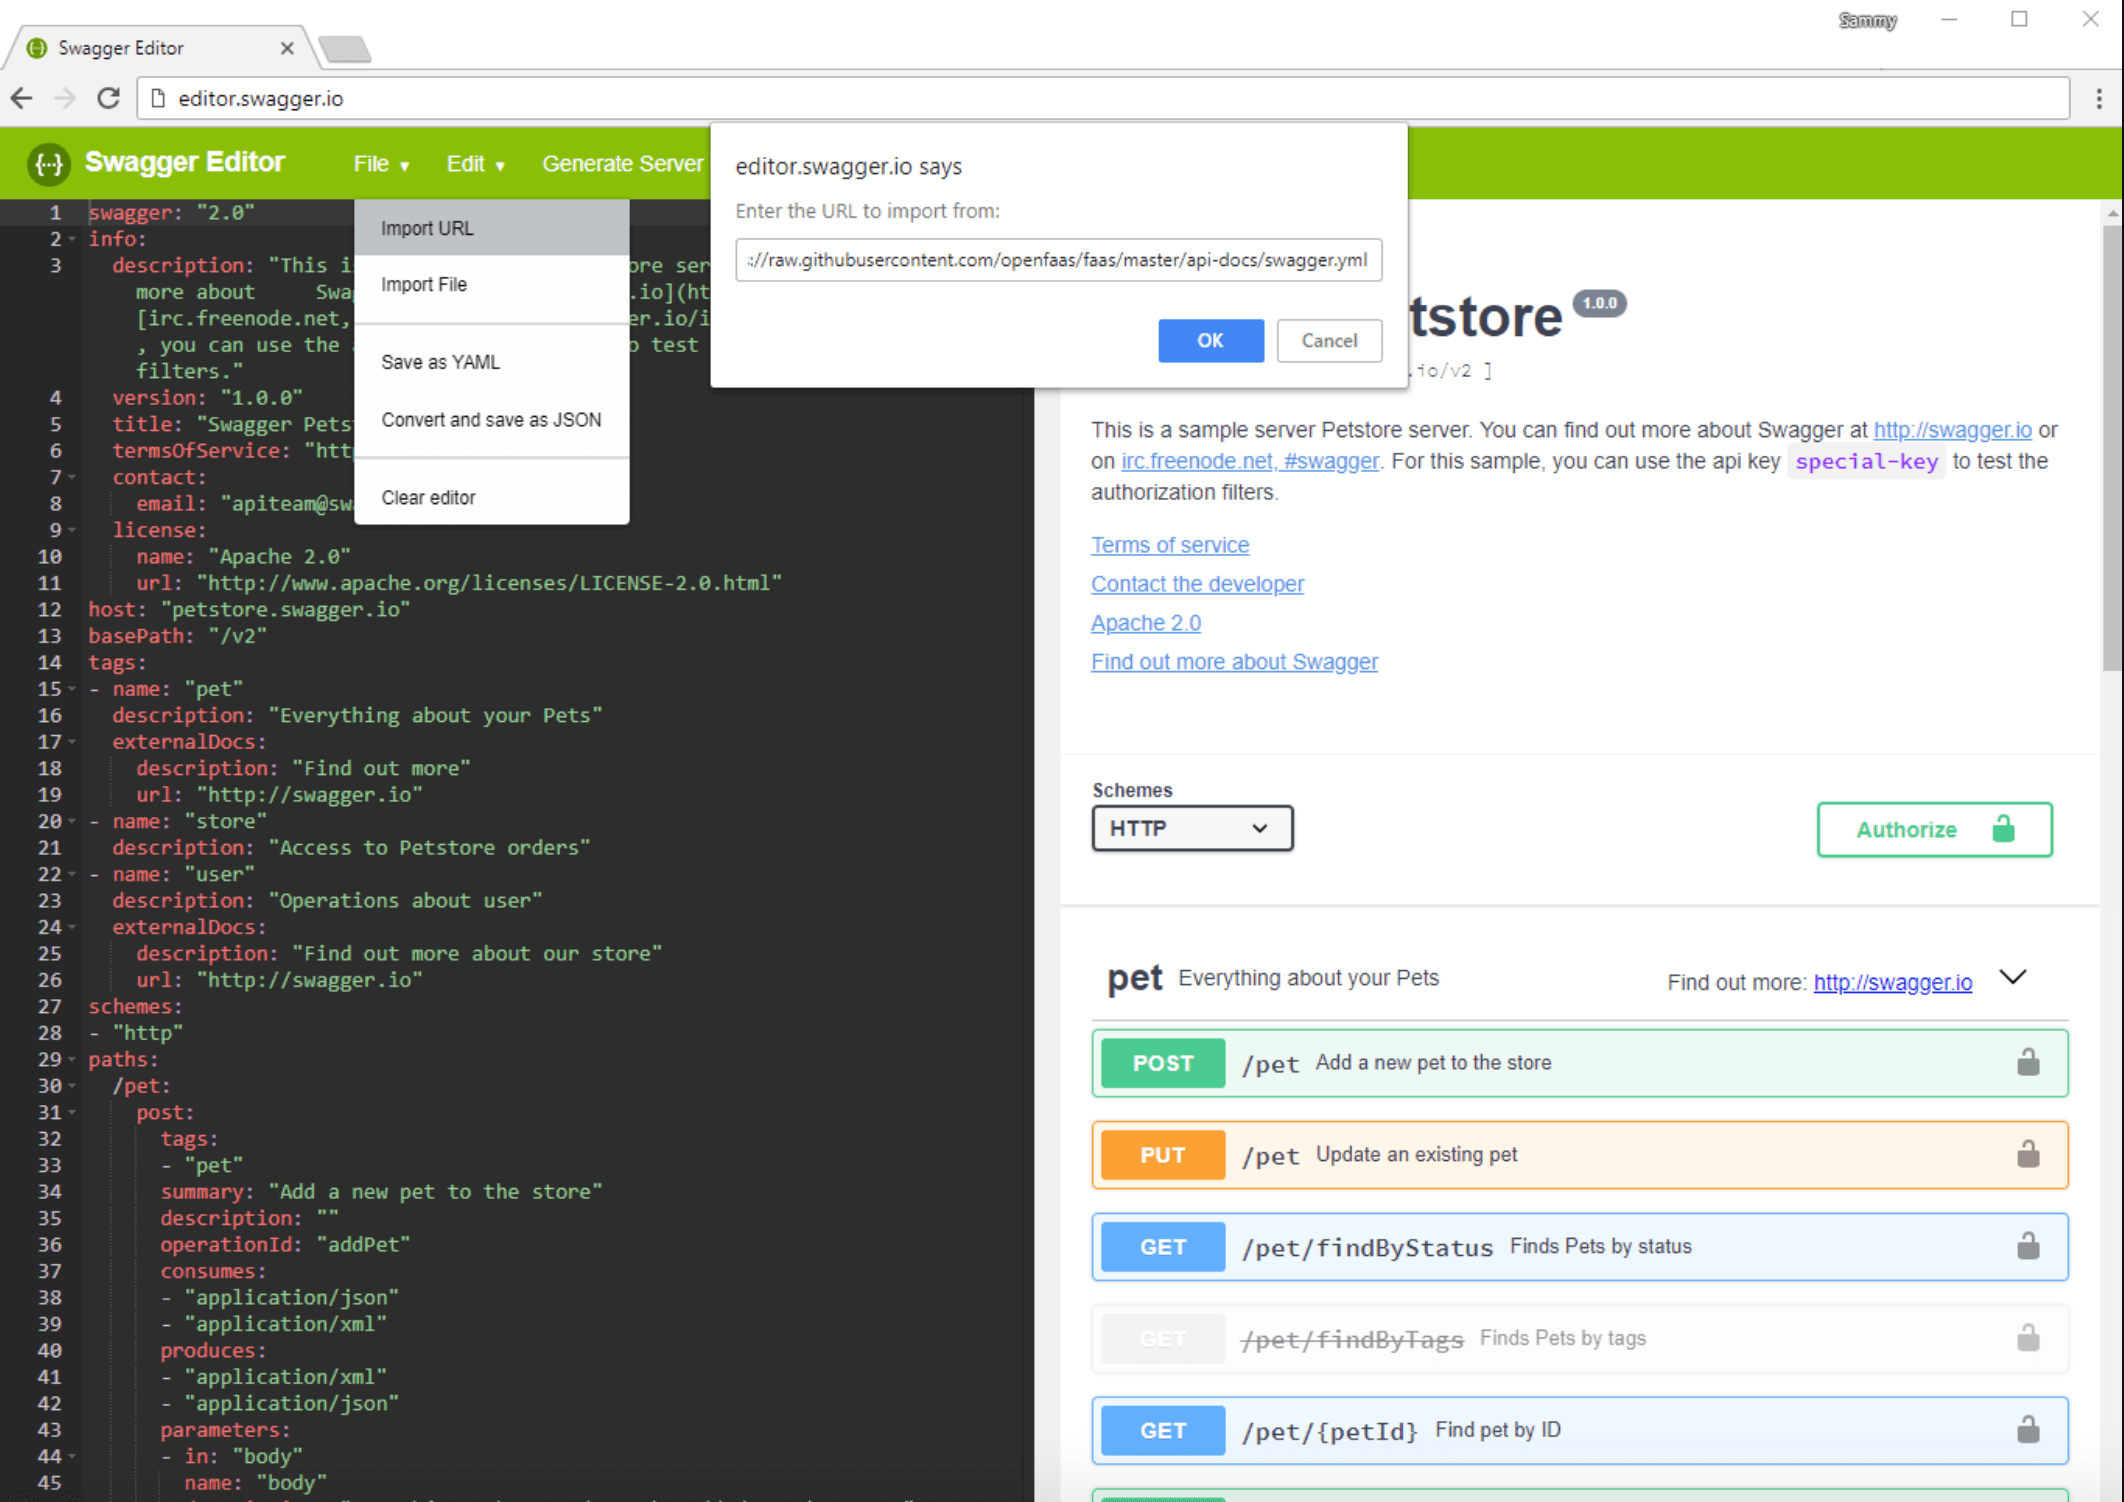 Sammy
Swagger Editor
editor.swagger.io
Swagger Editor File Edit Generate Server
editor.swagger.io says
Enter the URL to import from:
://raw.githubusercontent.com/openfaas/faas/master/api-docs/swagger.yml
OK Cancel
Import URL
Import File
Save as YAML
Convert and save as JSON
Clear editor
1 swagger: "2.0"
2 info:
3 description: "This i ore ser
more about Swa .io](ht
[irc.freenode.net, er.io/i
, you can use the o test
filters."
4 version: "1.0.0"
5 title: "Swagger Pets
6 termsOfService: "htt
7 contact:
8 email: "apiteam@sw
9 license:
10 name: "Apache 2.0"
11 url: "http://www.apache.org/licenses/LICENSE-2.0.html"
12 host: "petstore.swagger.io"
13 basePath: "/v2"
14 tags:
15 - name: "pet"
16 description: "Everything about your Pets"
17 externalDocs:
18 description: "Find out more"
19 url: "http://swagger.io"
20 - name: "store"
21 description: "Access to Petstore orders"
22 - name: "user"
23 description: "Operations about user"
24 externalDocs:
25 description: "Find out more about our store"
26 url: "http://swagger.io"
27 schemes:
28 - "http"
29 paths:
30 /pet:
31 post:
32 tags:
33 - "pet"
34 summary: "Add a new pet to the store"
35 description: ""
36 operationId: "addPet"
37 consumes:
38 - "application/json"
39 - "application/xml"
40 produces:
41 - "application/xml"
42 - "application/json"
43 parameters:
44 - in: "body"
45 name: "body"
tstore 1.0.0
.io/v2 ]
This is a sample server Petstore server. You can find out more about Swagger at http://swagger.io or
on irc.freenode.net, #swagger. For this sample, you can use the api key special-key to test the
authorization filters.
Terms of service
Contact the developer
Apache 2.0
Find out more about Swagger
Schemes
HTTP
Authorize
pet Everything about your Pets Find out more: http://swagger.io
POST /pet Add a new pet to the store
PUT /pet Update an existing pet
GET /pet/findByStatus Finds Pets by status
GET /pet/findByTags Finds Pets by tags
GET /pet/{petId} Find pet by ID